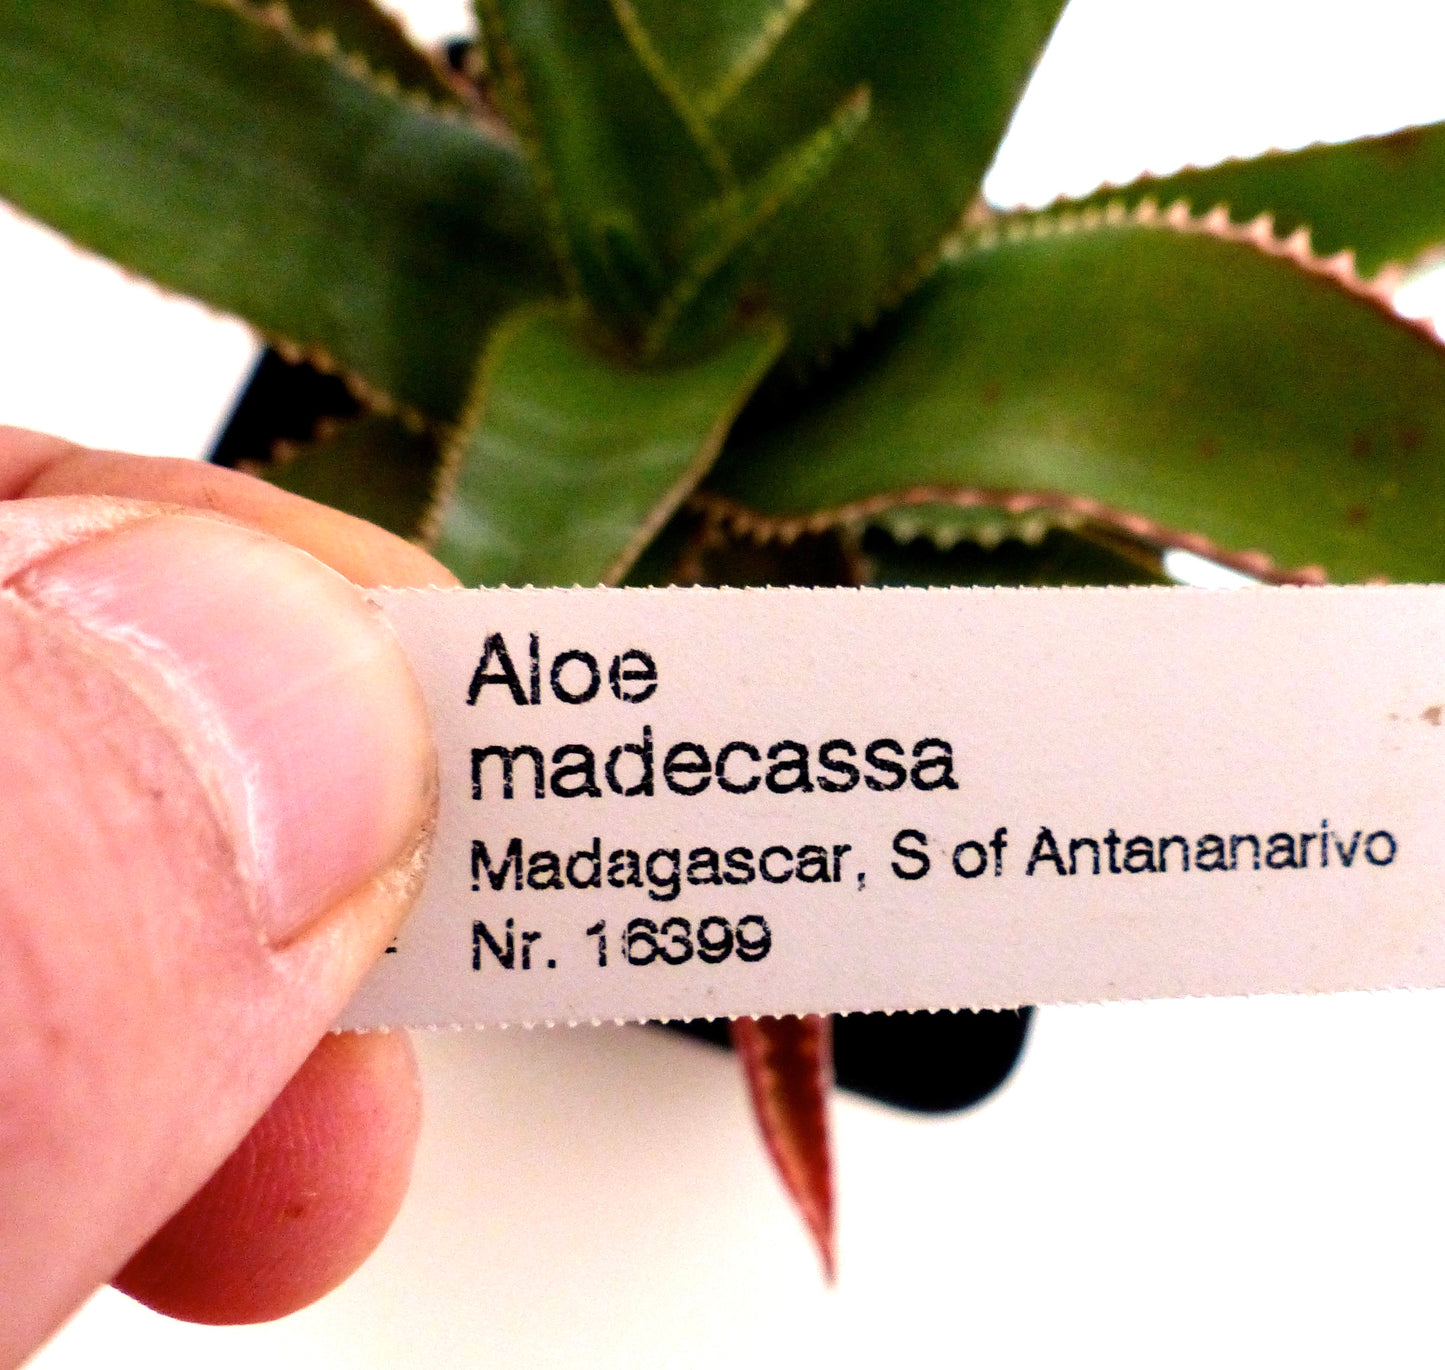 Aloe
madecassa
Madagascar, S of Antananarivo
Nr. 16399